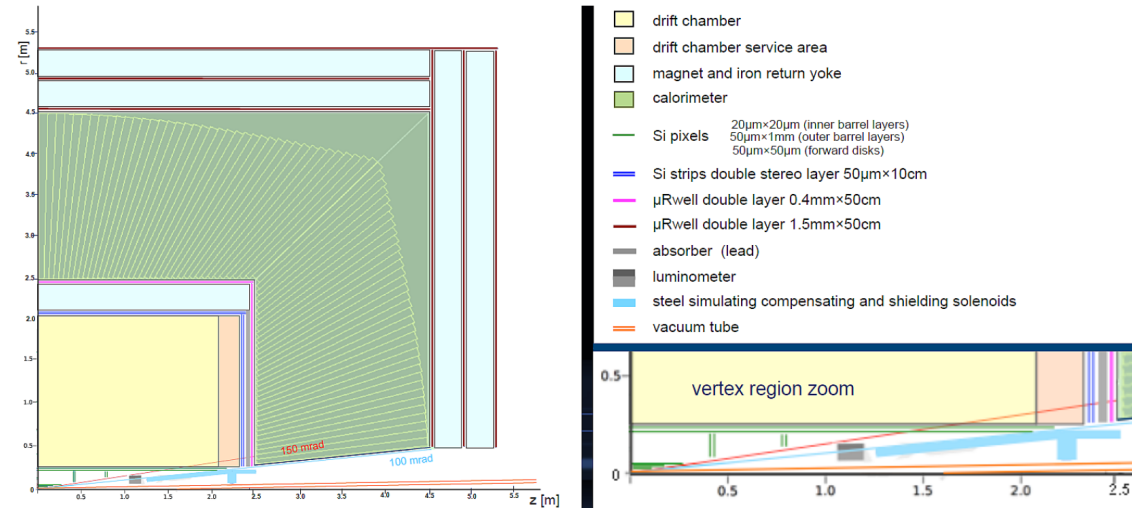 5.5
r [m]
5.0
4.5
4.0
3.5
3.0
2.5
2.0
1.5
1.0
0.5
0
150 mrad
100 mrad
0.5
1.0
1.5
2.0
2.5
3.0
3.5
4.0
4.5
5.0
5.5
z [m]
drift chamber
drift chamber service area
magnet and iron return yoke
calorimeter
Si pixels
20μm×20μm (inner barrel layers)
50μm×1mm (outer barrel layers)
50μm×50μm (forward disks)
Si strips double stereo layer 50μm×10cm
μRwell double layer 0.4mm×50cm
μRwell double layer 1.5mm×50cm
absorber (lead)
luminometer
steel simulating compensating and shielding solenoids
vacuum tube
0.5
vertex region zoom
0
0.5
1.0
1.5
2.0
2.5